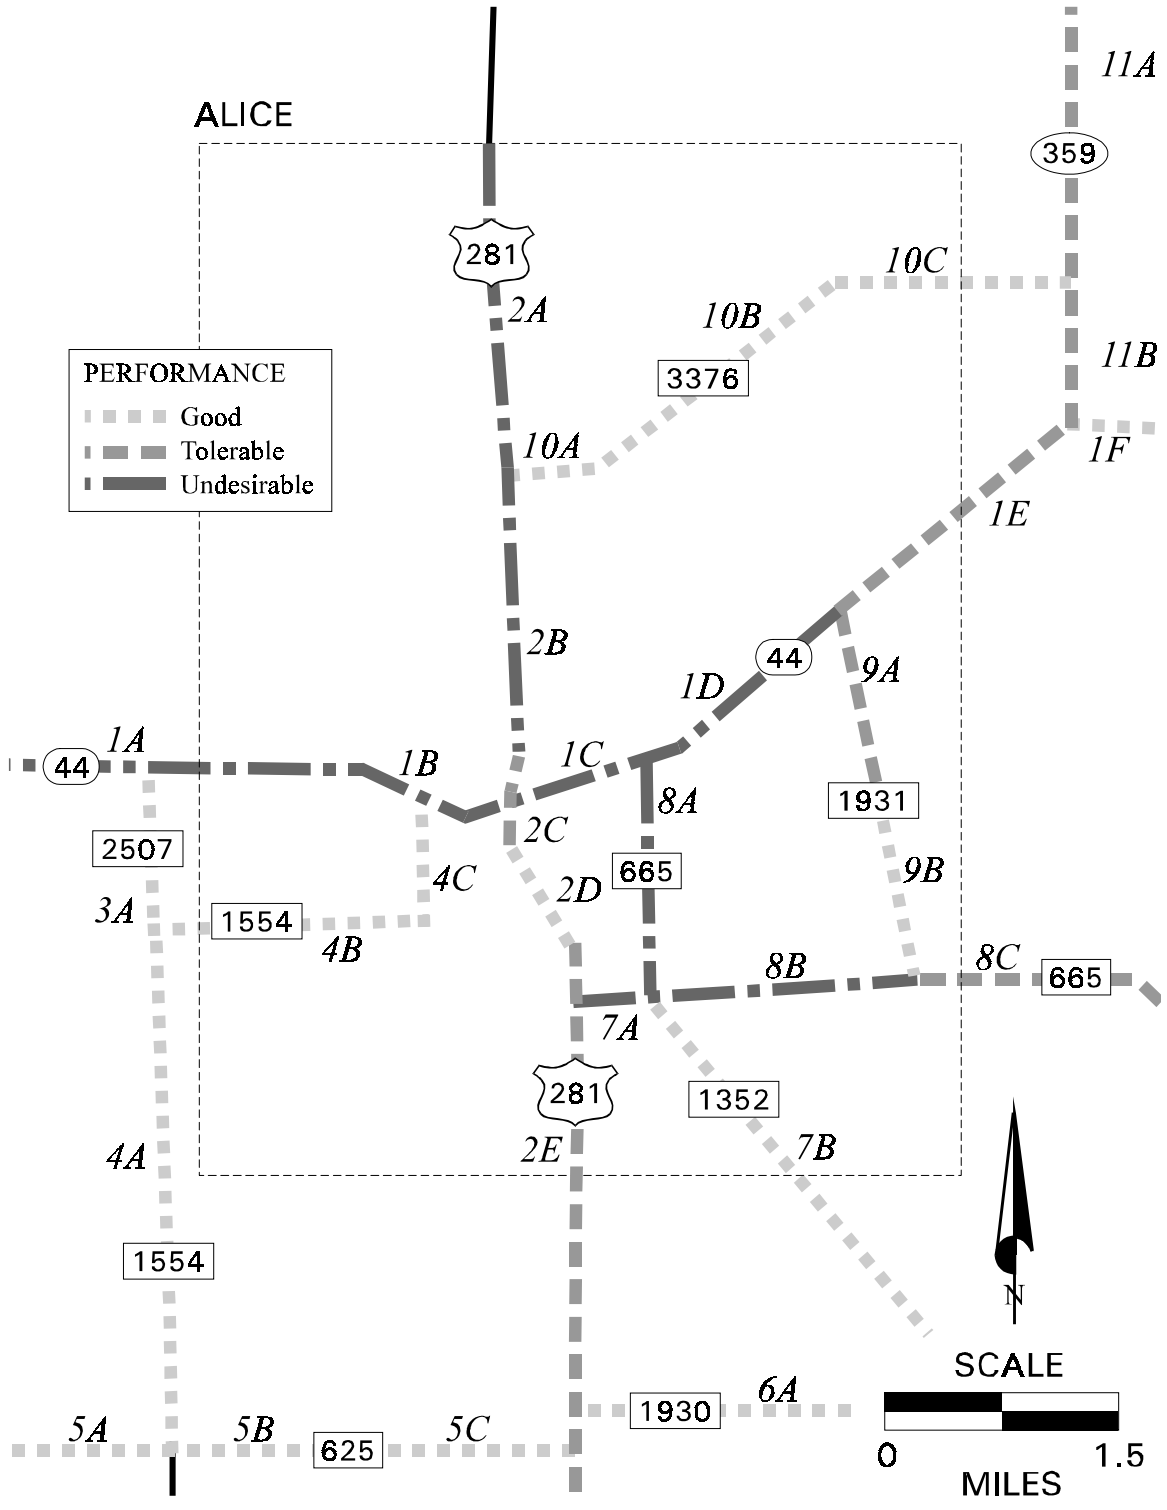 11A
ALICE
359
281
10C
2A
10B
11B
PERFORMANCE
3376
Good
10A
Tolerable
1F
Undesirable
1E
2B
44
9A
1D
1A
1C
44
1B
8A
1931
2C
2507
665
9B
4C
2D
3A
1554
4B
8B
8C
665
7A
281
1352
4A
2E
7B
1554
N
SCALE
6A
1930
5A
5B
5C
625
0
1.5
MILES